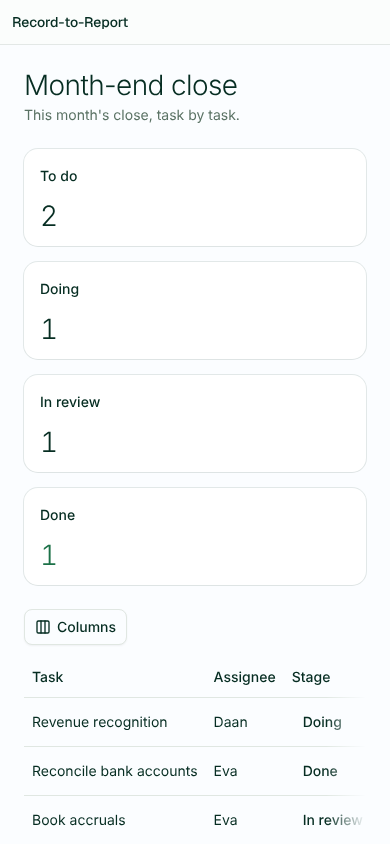 Record-to-Report
Month-end close
This month's close, task by task.
To do
2
Doing
1
In review
1
Done
1
Columns
Task Assignee Stage
Revenue recognition Daan Doing
Reconcile bank accounts Eva Done
Book accruals Eva In review